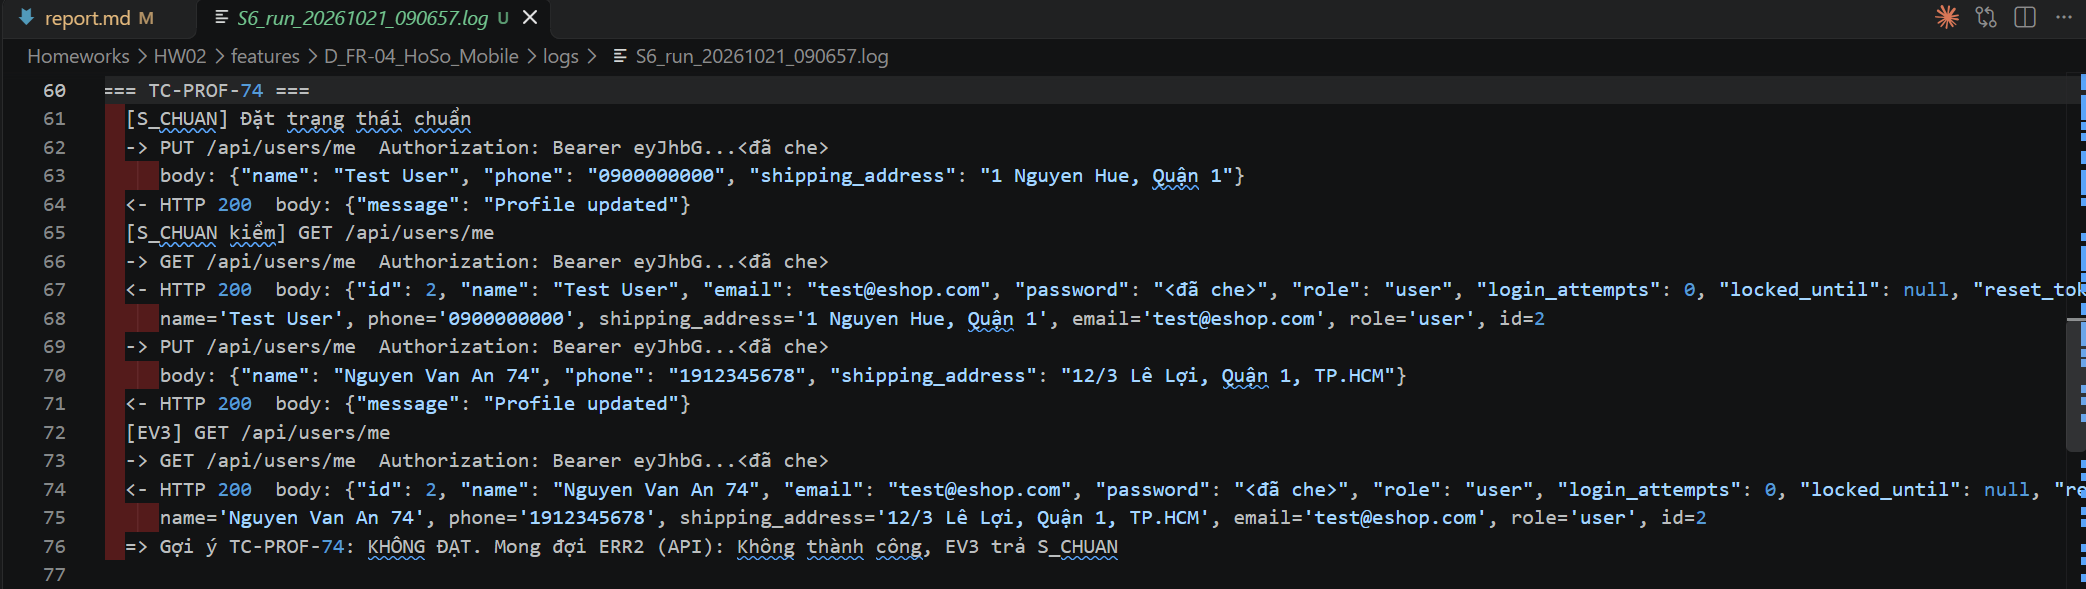 report.md M
S6_run_20261021_090657.log U
Homeworks > HW02 > features > D_FR-04_HoSo_Mobile > logs > S6_run_20261021_090657.log
60 === TC-PROF-74 ===
61 [S_CHUAN] Đặt trạng thái chuẩn
62 -> PUT /api/users/me  Authorization: Bearer eyJhbG...<đã che>
63 body: {"name": "Test User", "phone": "0900000000", "shipping_address": "1 Nguyen Hue, Quận 1"}
64 <- HTTP 200  body: {"message": "Profile updated"}
65 [S_CHUAN kiểm] GET /api/users/me
66 -> GET /api/users/me  Authorization: Bearer eyJhbG...<đã che>
67 <- HTTP 200  body: {"id": 2, "name": "Test User", "email": "test@eshop.com", "password": "<đã che>", "role": "user", "login_attempts": 0, "locked_until": null, "reset_tok
68 name='Test User', phone='0900000000', shipping_address='1 Nguyen Hue, Quận 1', email='test@eshop.com', role='user', id=2
69 -> PUT /api/users/me  Authorization: Bearer eyJhbG...<đã che>
70 body: {"name": "Nguyen Van An 74", "phone": "1912345678", "shipping_address": "12/3 Lê Lợi, Quận 1, TP.HCM"}
71 <- HTTP 200  body: {"message": "Profile updated"}
72 [EV3] GET /api/users/me
73 -> GET /api/users/me  Authorization: Bearer eyJhbG...<đã che>
74 <- HTTP 200  body: {"id": 2, "name": "Nguyen Van An 74", "email": "test@eshop.com", "password": "<đã che>", "role": "user", "login_attempts": 0, "locked_until": null, "re
75 name='Nguyen Van An 74', phone='1912345678', shipping_address='12/3 Lê Lợi, Quận 1, TP.HCM', email='test@eshop.com', role='user', id=2
76 => Gợi ý TC-PROF-74: KHÔNG ĐẠT. Mong đợi ERR2 (API): Không thành công, EV3 trả S_CHUAN
77